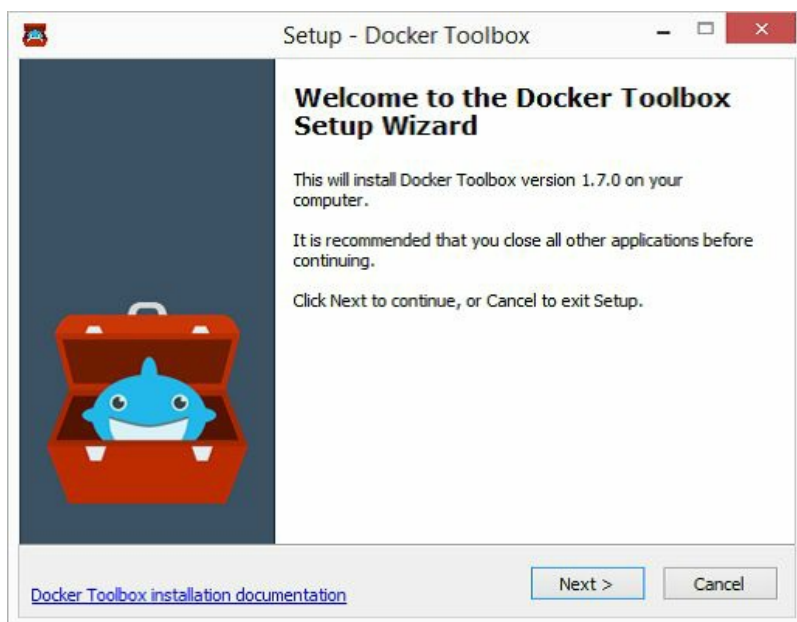 Setup - Docker Toolbox
Welcome to the Docker Toolbox
Setup Wizard
This will install Docker Toolbox version 1.7.0 on your
computer.
It is recommended that you close all other applications before
continuing.
Click Next to continue, or Cancel to exit Setup.
Docker Toolbox installation documentation
Next >
Cancel